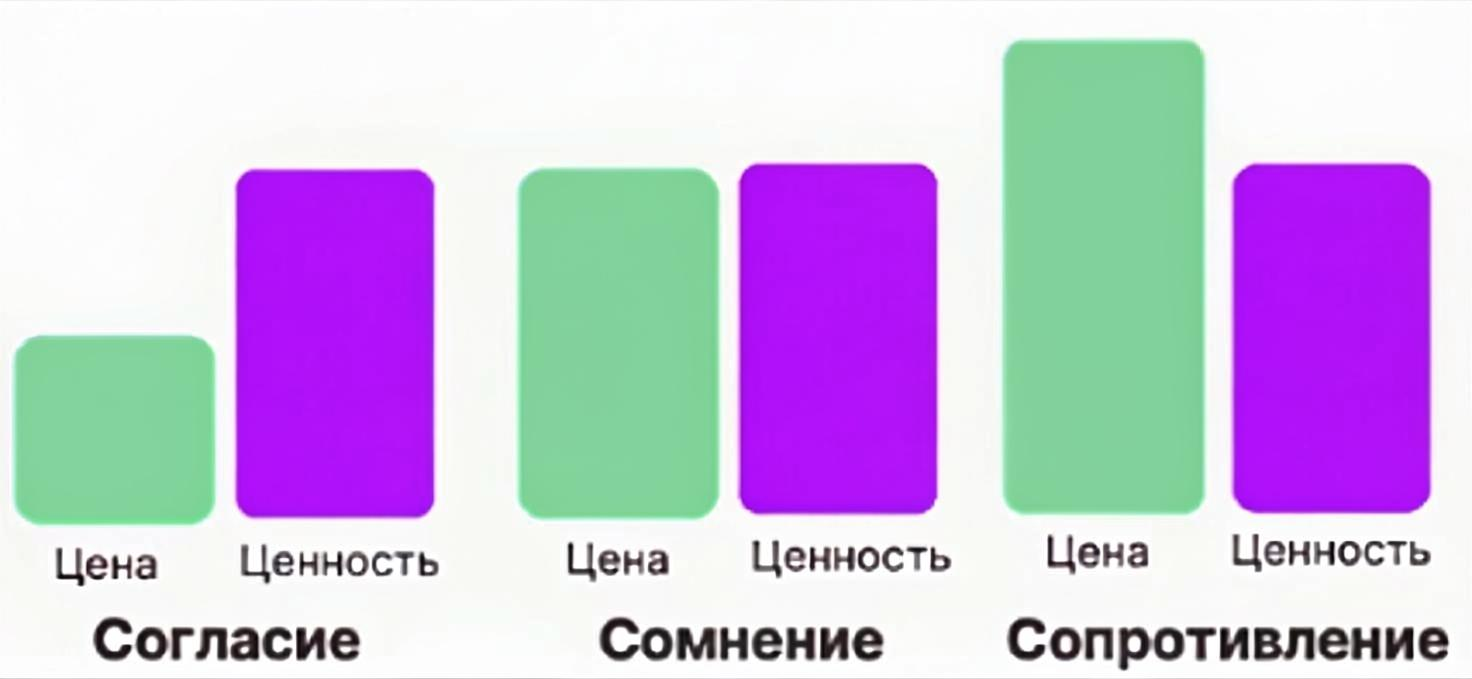 Цена Ценность Цена Ценность Цена Ценность
Согласие Сомнение Сопротивление